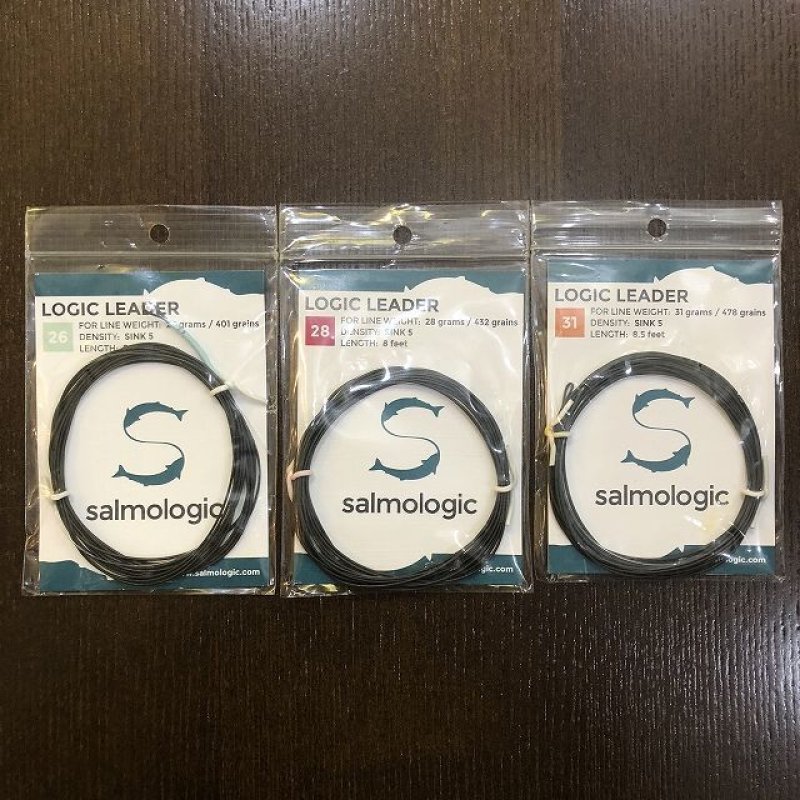 LOGIC LEADER
26
FOR LINE WEIGHT: grams / 401 grains
DENSITY: SINK 5
LENGTH:
salmologic
.salmologic.com
LOGIC LEADER
28
FOR LINE WEIGHT: 28 grams / 432 grains
DENSITY: SINK 5
LENGTH: 8 feet
salmologic
gic.com
LOGIC LEADER
31
FOR LINE WEIGHT: 31 grams / 478 grains
DENSITY: SINK 5
LENGTH: 8.5 feet
salmologic
ologic.com